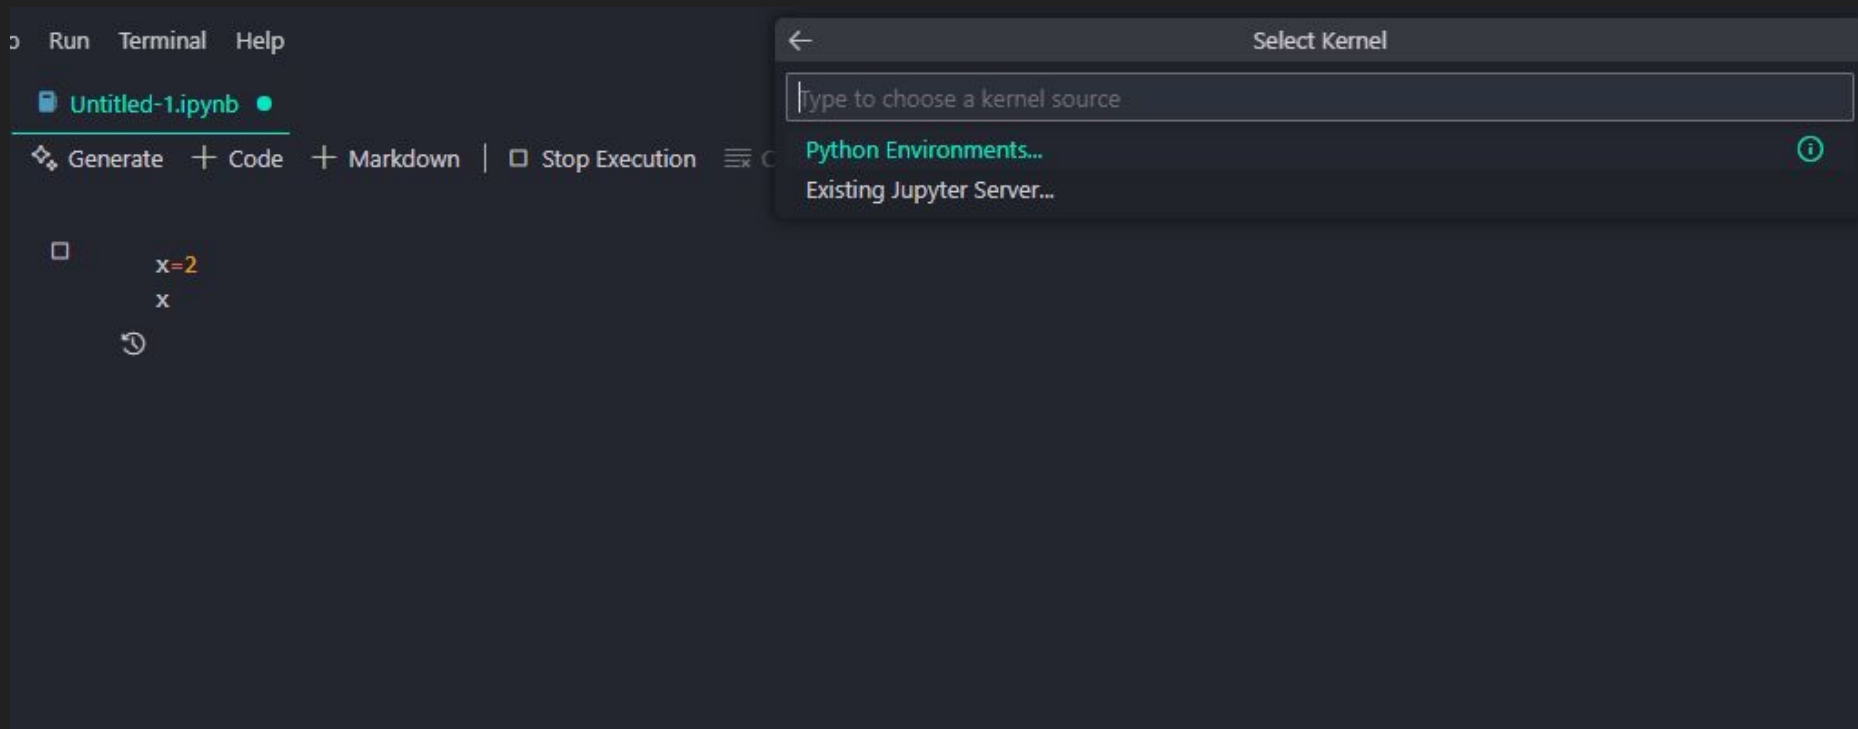 Run Terminal Help
Select Kernel
Untitled-1.ipynb
Type to choose a kernel source
Generate + Code + Markdown | Stop Execution
Python Environments...
Existing Jupyter Server...
x=2
x